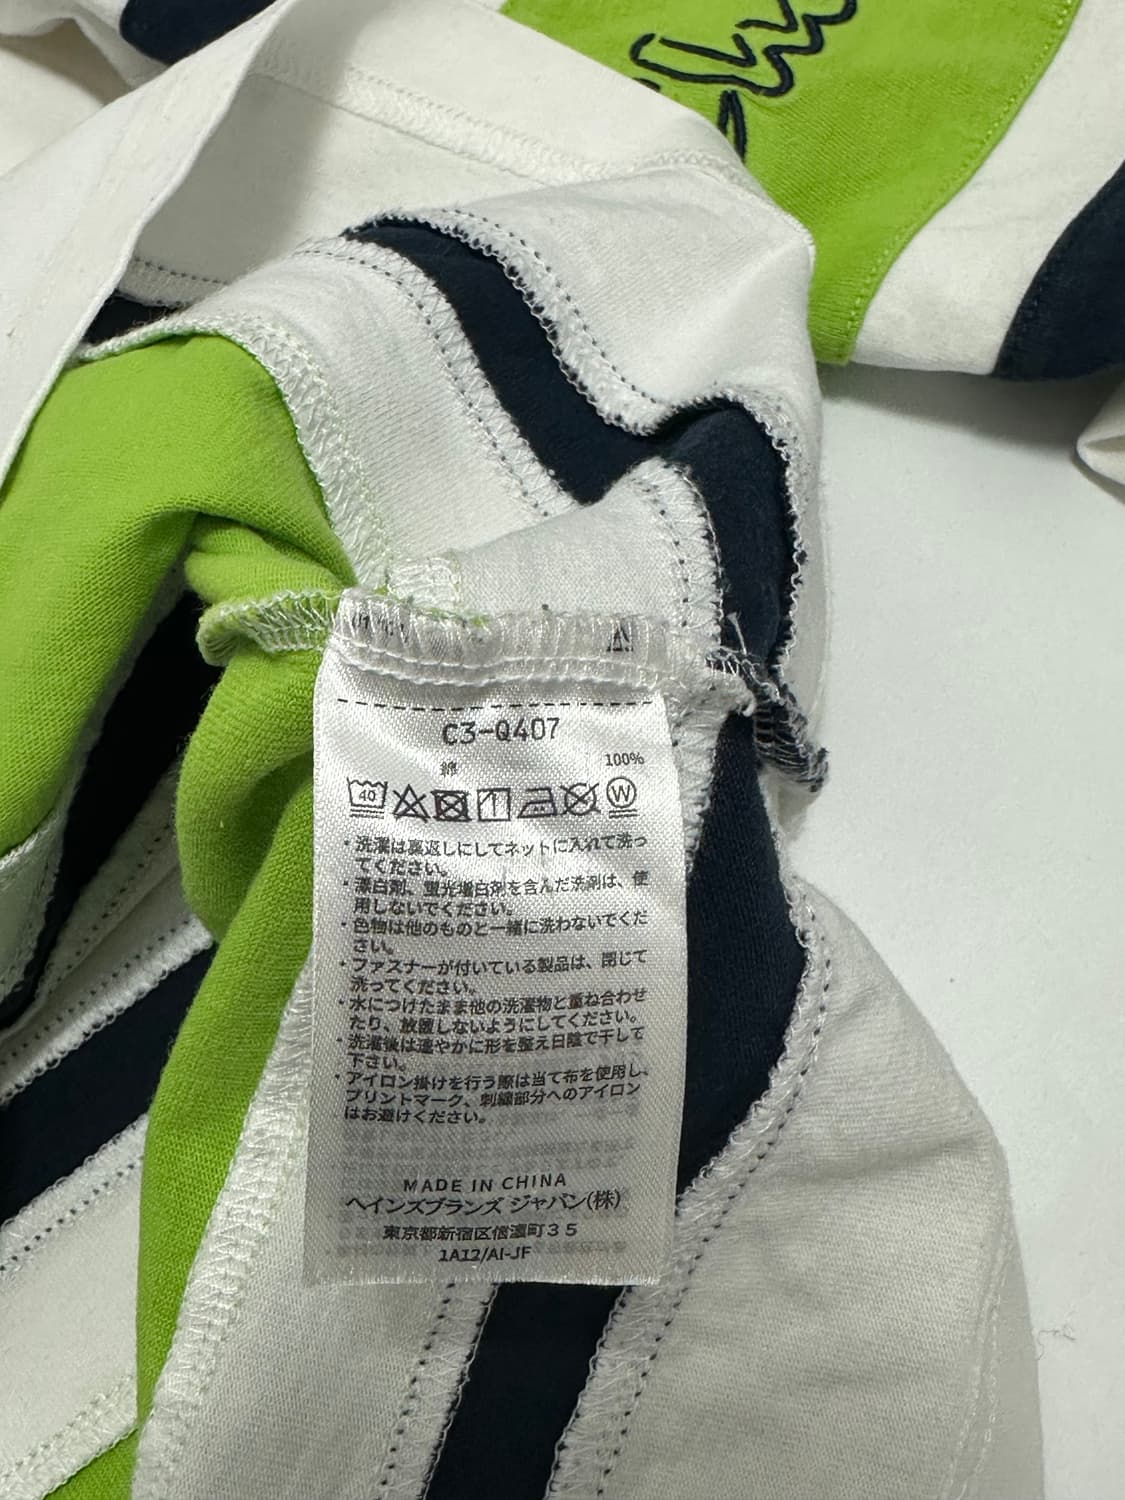 C3-Q407
綿 100%
40 W
・洗濯は裏返しにしてネットに入れて洗っ
てください。
・漂白剤、蛍光増白剤を含んだ洗剤は、使
用しないでください。
・色物は他のものと一緒に洗わないでくだ
さい。
・ファスナーが付いている製品は、閉じて
洗ってください。
・水につけたまま他の洗濯物と重ね合わせ
たり、放置しないようにしてください。
・洗濯後は速やかに形を整え日陰で干して
下さい。
・アイロン掛けを行う際は当て布を使用し、
プリントマーク、刺繍部分へのアイロン
はお避けください。
MADE IN CHINA
ヘインズブランズ ジャパン(株)
東京都新宿区信濃町35
1A12/AI-JF